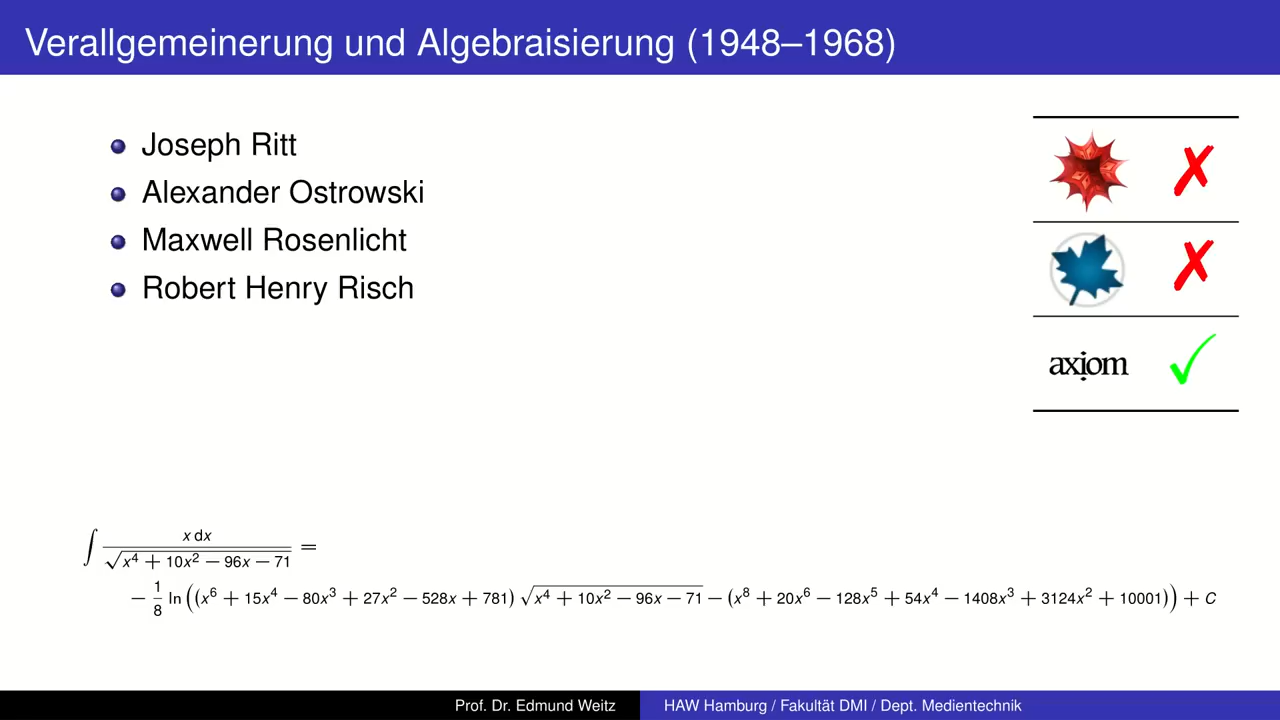 Verallgemeinerung und Algebraisierung (1948–1968)
Joseph Ritt
Alexander Ostrowski
Maxwell Rosenlicht
Robert Henry Risch
axiom
∫ x dx / √(x⁴ + 10x² − 96x − 71) =
− 1/8 ln((x⁶ + 15x⁴ − 80x³ + 27x² − 528x + 781) √(x⁴ + 10x² − 96x − 71) − (x⁸ + 20x⁶ − 128x⁵ + 54x⁴ − 1408x³ + 3124x² + 10001)) + C
Prof. Dr. Edmund Weitz
HAW Hamburg / Fakultät DMI / Dept. Medientechnik